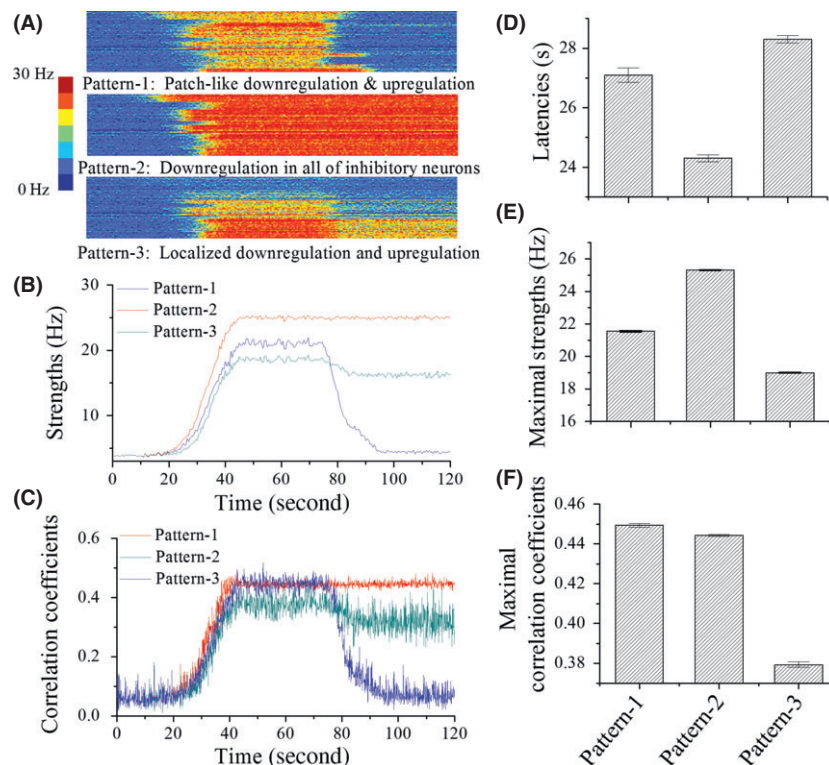 (A)
30 Hz
0 Hz
Pattern-1: Patch-like downregulation & upregulation
Pattern-2: Downregulation in all of inhibitory neurons
Pattern-3: Localized downregulation and upregulation
(B)
Pattern-1
Pattern-2
Pattern-3
Strengths (Hz)
30
20
10
0 20 40 60 80 100 120
Time (second)
(C)
Pattern-1
Pattern-2
Pattern-3
Correlation coefficients
0.6
0.4
0.2
0.0
0 20 40 60 80 100 120
Time (second)
(D)
Latencies (s)
28
26
24
(E)
Maximal strengths (Hz)
26
24
22
20
18
16
(F)
Maximal
correlation coefficients
0.46
0.44
0.42
0.40
0.38
Pattern-1
Pattern-2
Pattern-3